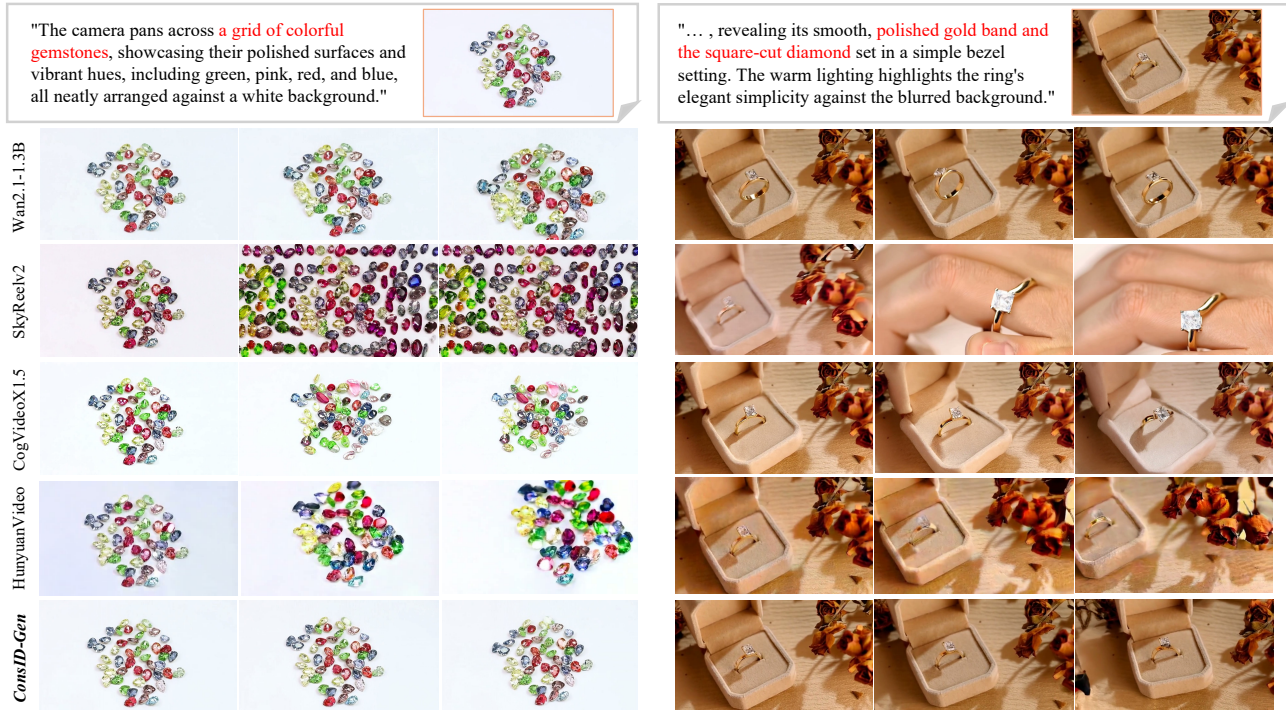 "The camera pans across a grid of colorful
gemstones, showcasing their polished surfaces and
vibrant hues, including green, pink, red, and blue,
all neatly arranged against a white background."
"... , revealing its smooth, polished gold band and
the square-cut diamond set in a simple bezel
setting. The warm lighting highlights the ring's
elegant simplicity against the blurred background."
Wan2.1-1.3B
SkyReelv2
CogVideoX1.5
HunyuanVideo
ConsID-Gen